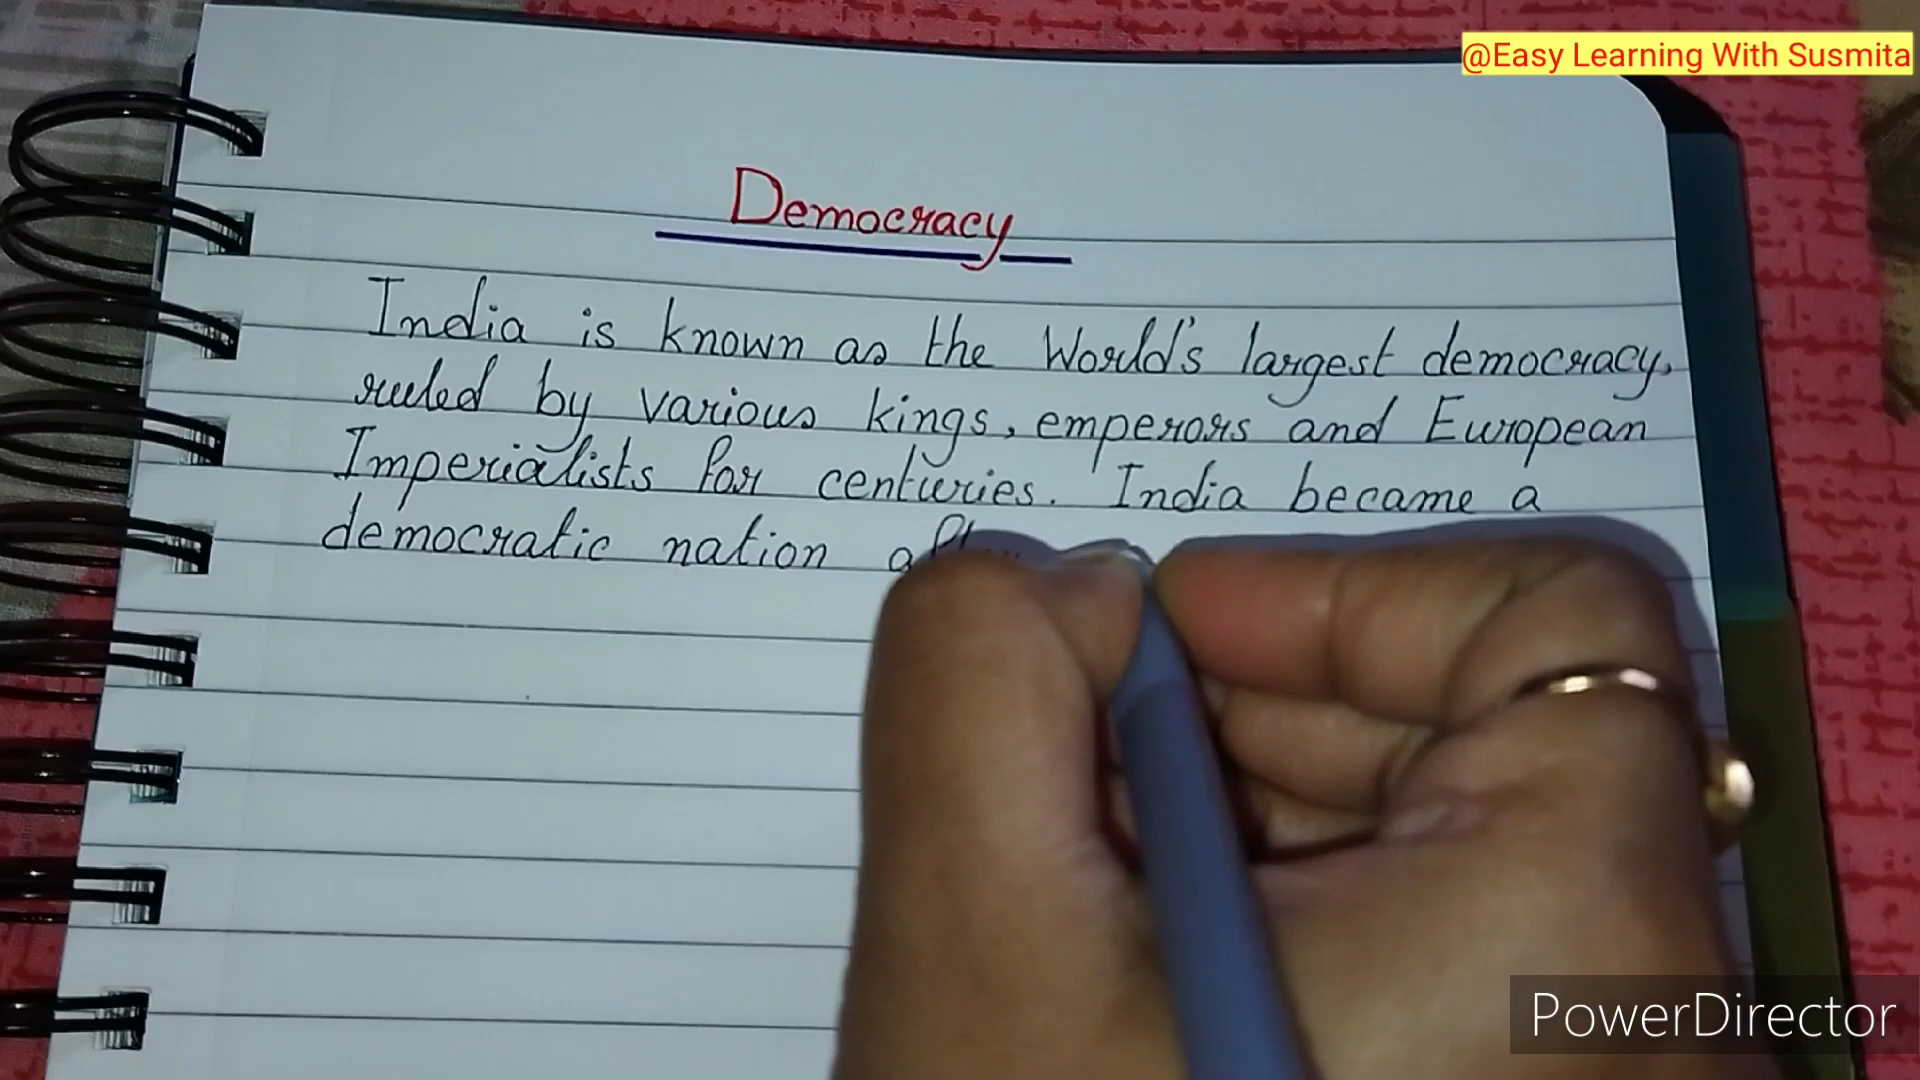 @Easy Learning With Susmita
Democracy
India is known as the World's largest democracy,
ruled by various kings, emperors and European
Imperialists for centuries. India became a
democratic nation
PowerDirector